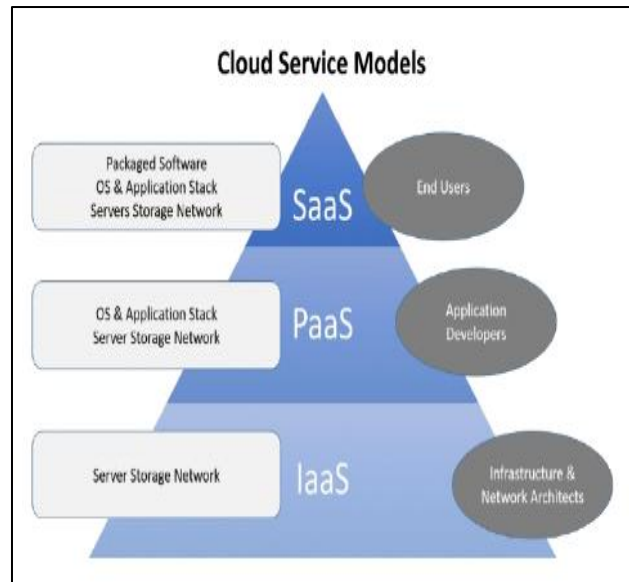 Cloud Service Models
Packaged Software
OS & Application Stack
Servers Storage Network
SaaS
End Users
OS & Application Stack
Server Storage Network
PaaS
Application
Developers
Server Storage Network
IaaS
Infrastructure &
Network Architects